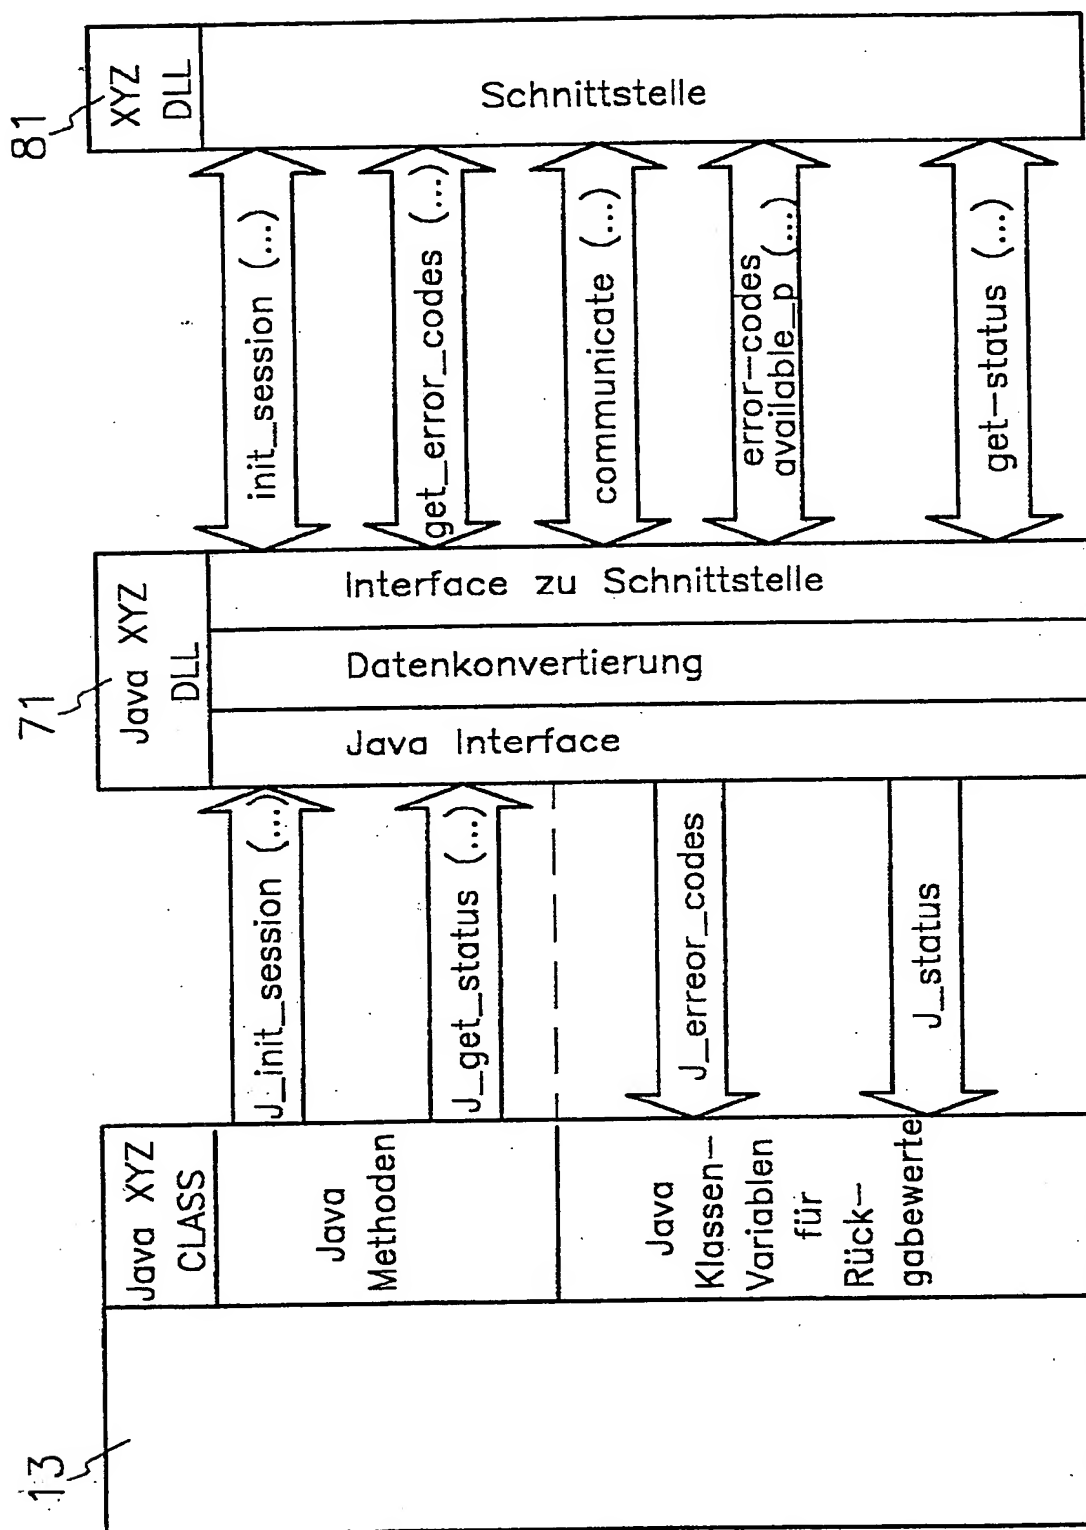 13
Java XYZ
CLASS
Java
Methoden
Java
Klassen-
Variablen
für
Rück-
gabewerte
J_init_session (...)
J_get_status (...)
J_erreor_codes
J_status
71
Java XYZ
DLL
Java Interface
Datenkonvertierung
Interface zu Schnittstelle
init_session (...)
get_error_codes (...)
communicate (...)
error-codes
available_p (...)
get-status (...)
81
XYZ
DLL
Schnittstelle